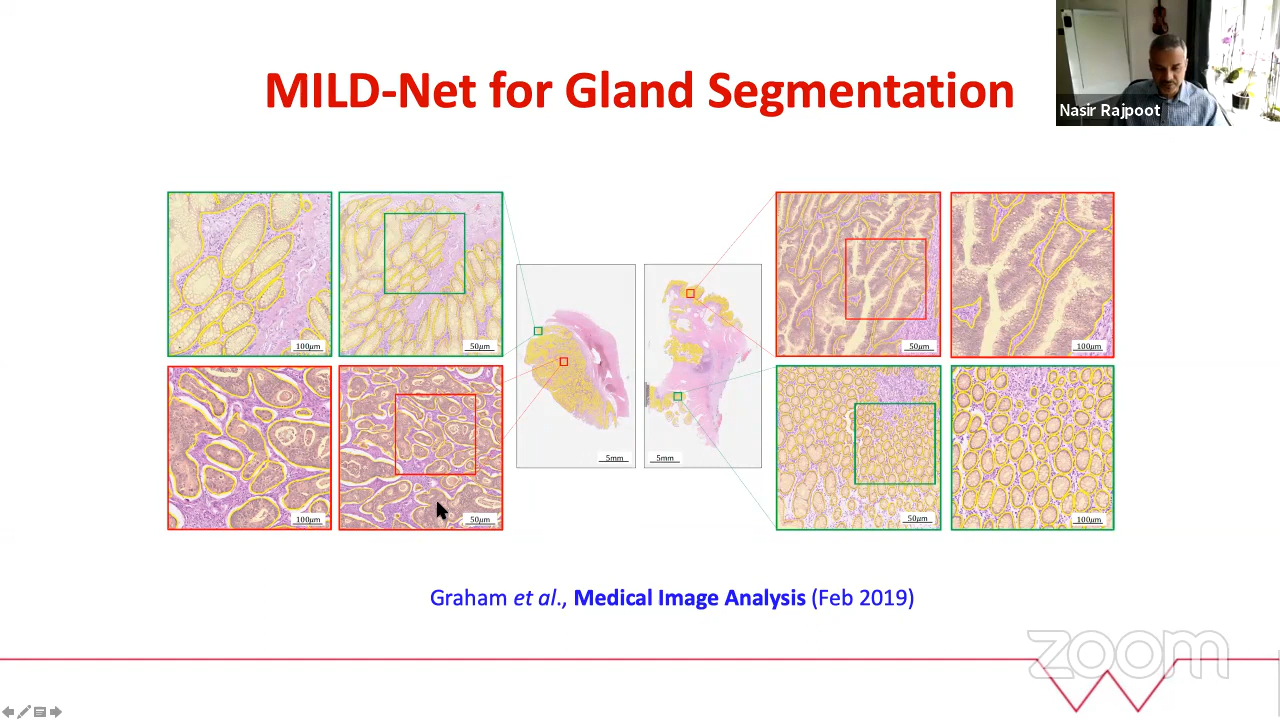 MILD-Net for Gland Segmentation
Nasir Rajpoot
100μm
50μm
50μm
100μm
5mm
5mm
100μm
50μm
50μm
100μm
Graham et al., Medical Image Analysis (Feb 2019)
zoom